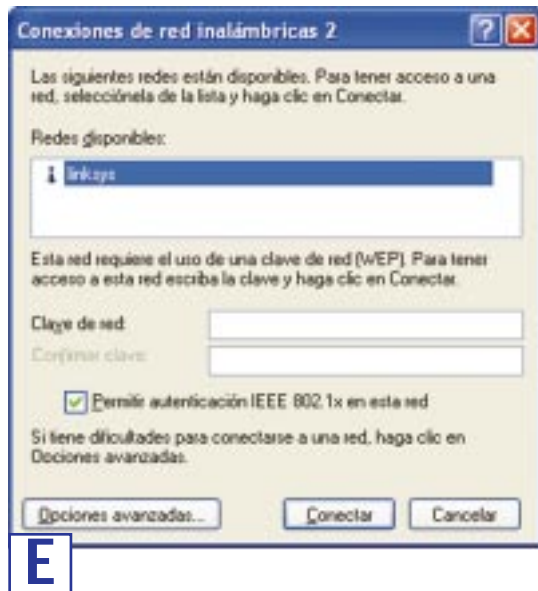 Conexiones de red inalámbricas 2
Las siguientes redes están disponibles. Para tener acceso a una
red, selecciónela de la lista y haga clic en Conectar.
Redes disponibles:
linksys
Esta red requiere el uso de una clave de red (WEP). Para tener
acceso a esta red escriba la clave y haga clic en Conectar.
Clave de red:
Confirmar clave:
Permitir autenticación IEEE 802.1x en esta red
Si tiene dificultades para conectarse a una red, haga clic en
Opciones avanzadas.
Opciones avanzadas... Conectar Cancelar
E